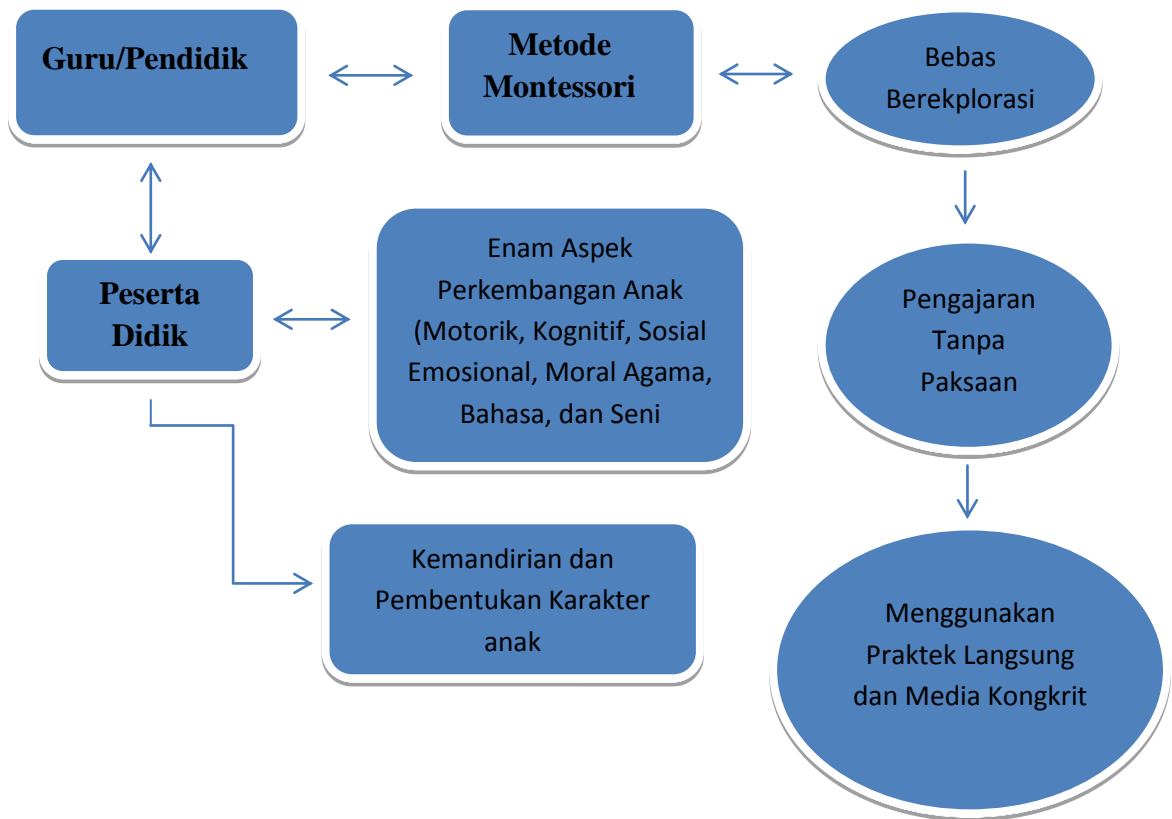 Guru/Pendidik
Metode
Montessori
Bebas
Berekplorasi
Peserta
Didik
Enam Aspek
Perkembangan Anak
(Motorik, Kognitif, Sosial
Emosional, Moral Agama,
Bahasa, dan Seni
Pengajaran
Tanpa
Paksaan
Kemandirian dan
Pembentukan Karakter
anak
Menggunakan
Praktek Langsung
dan Media Kongkrit